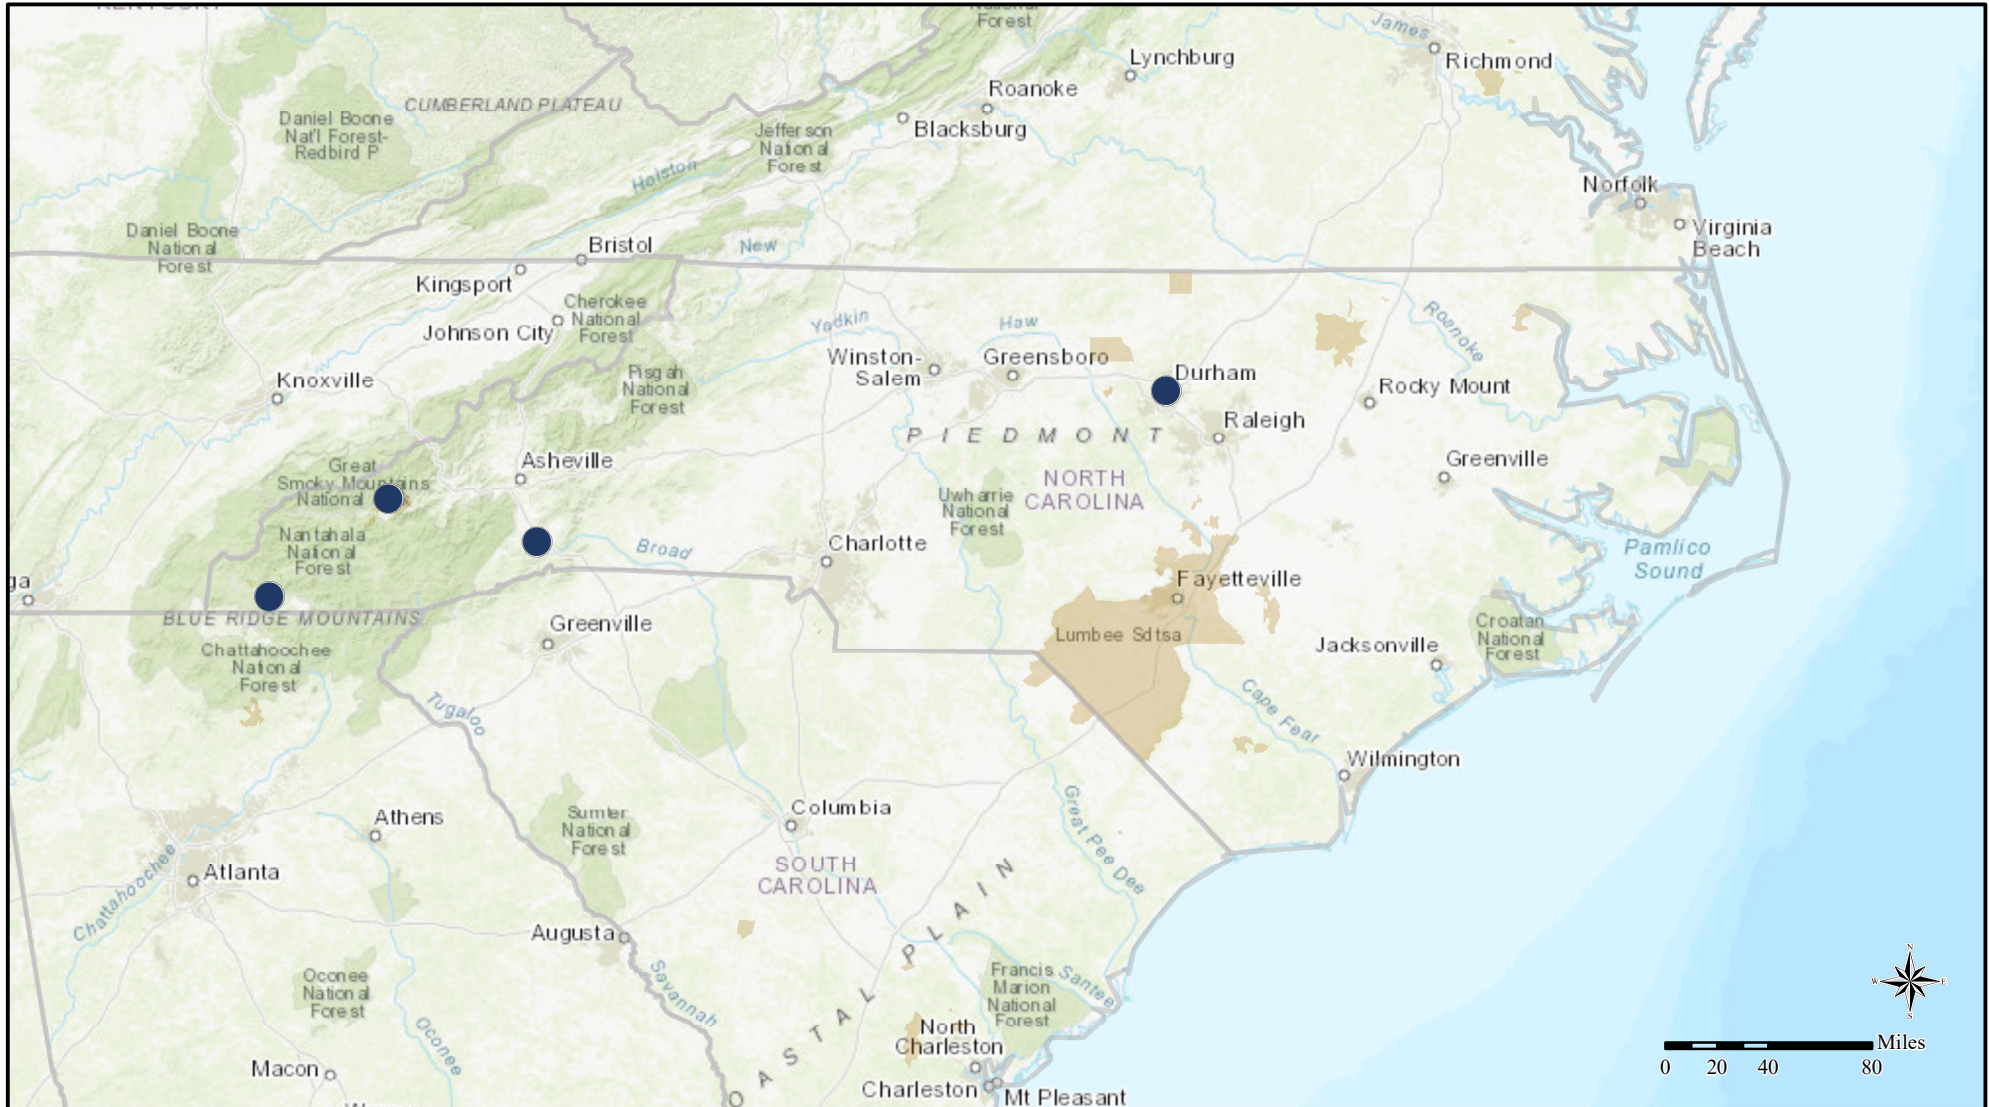 KENTUCKY
National
Forest
James
Richmond
Lynchburg
Roanoke
Blacksburg
CUMBERLAND PLATEAU
Daniel Boone
Nat'l Forest-
Redbird P
Jefferson
National
Forest
Holston
Norfolk
Virginia
Beach
Daniel Boone
National
Forest
Bristol
New
Kingsport
Cherokee
National
Forest
Johnson City
Yadkin
Haw
Roanoke
Winston-
Salem
Greensboro
Durham
Knoxville
Pisgah
National
Forest
Rocky Mount
Raleigh
PIEDMONT
Asheville
Greenville
Great
Smoky Mountains
National
NORTH
CAROLINA
Uwharrie
National
Forest
Nantahala
National
Forest
Broad
Charlotte
Pamlico
Sound
ga
Fayetteville
BLUE RIDGE MOUNTAINS
Greenville
Lumbee Sdtsa
Croatan
National
Forest
Jacksonville
Chattahoochee
National
Forest
Tugaloo
Cape Fear
Wilmington
Great Pee Dee
Athens
Sumter
National
Forest
Columbia
SOUTH
CAROLINA
Atlanta
Chattahoochee
Augusta
OASTAL PLAIN
Savannah
Oconee
National
Forest
Oconee
Francis
Marion
National
Forest
Santee
North
Charleston
Macon
Charleston
Mt Pleasant
N
W
E
S
Miles
0 20 40 80